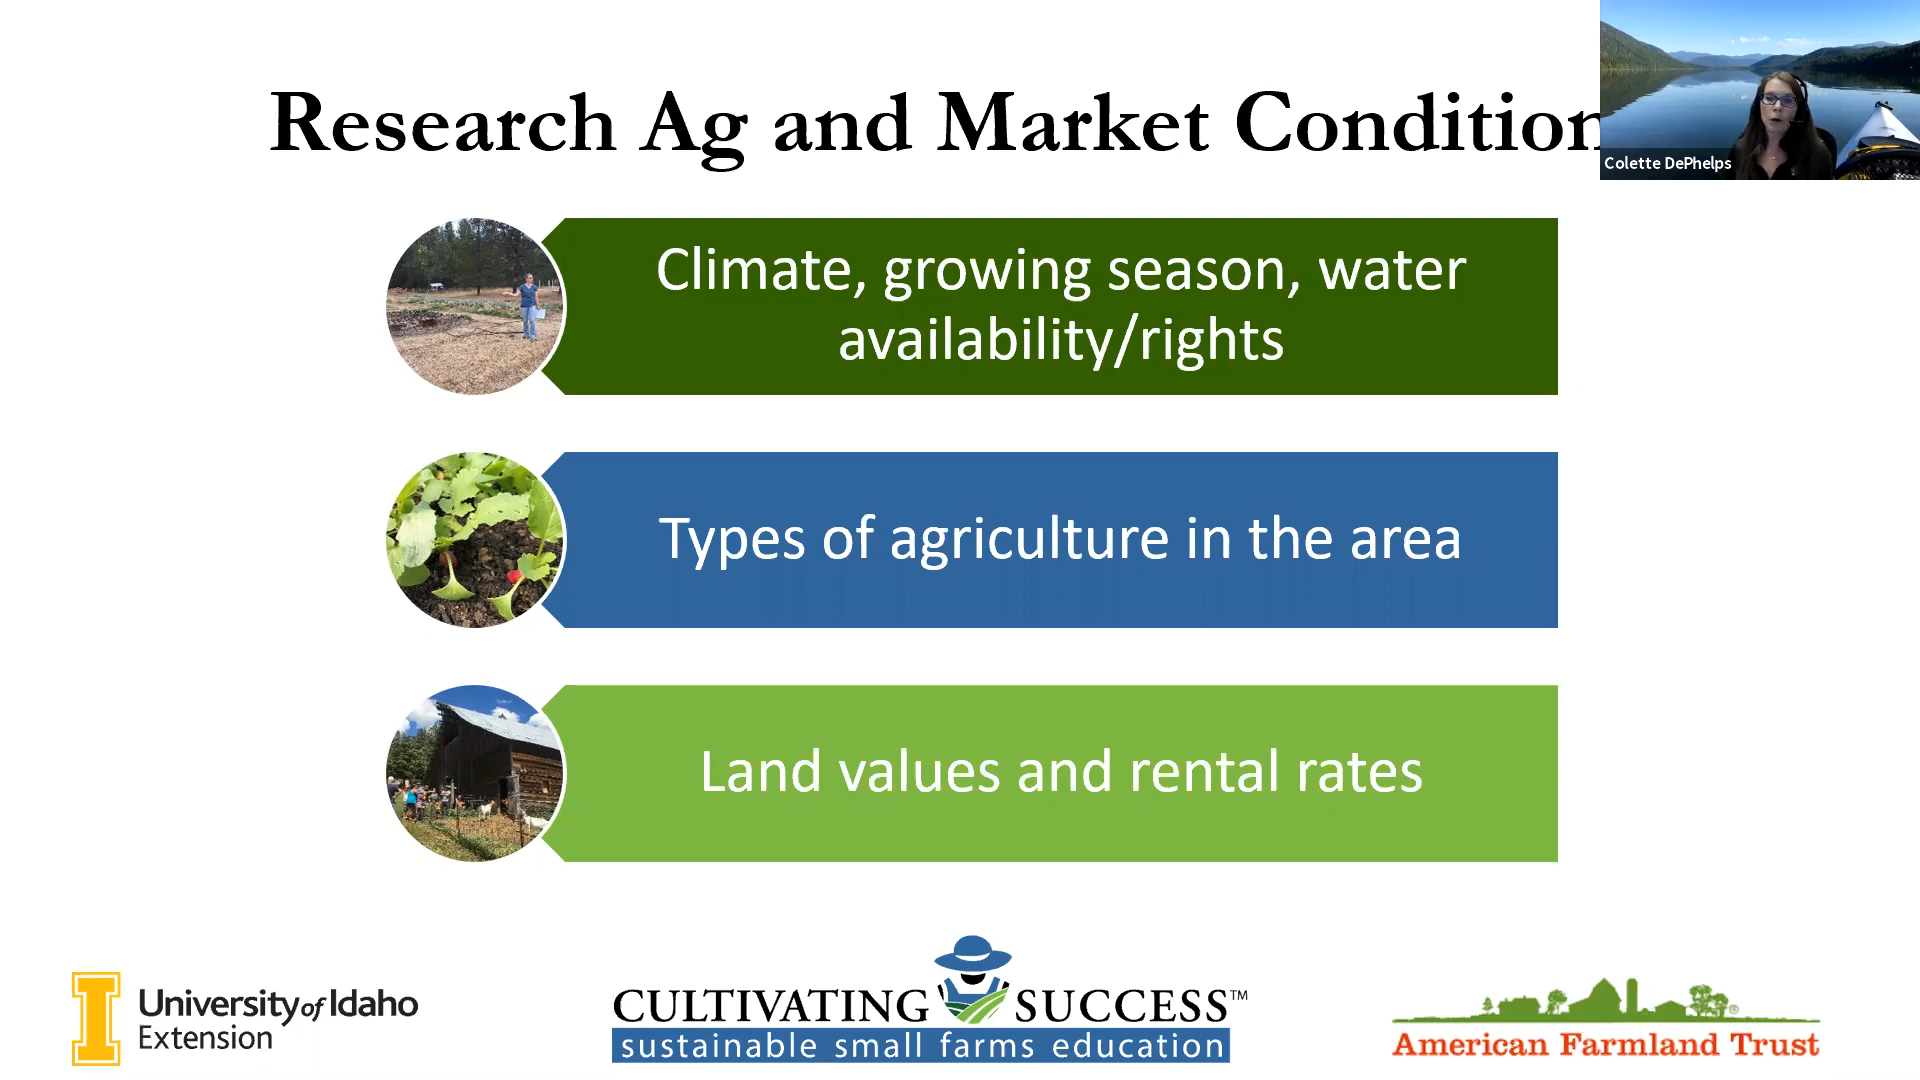 Research Ag and Market Condition
Colette DePhelps
Climate, growing season, water
availability/rights
Types of agriculture in the area
Land values and rental rates
I
University of Idaho
Extension
CULTIVATING SUCCESS™
sustainable small farms education
American Farmland Trust®